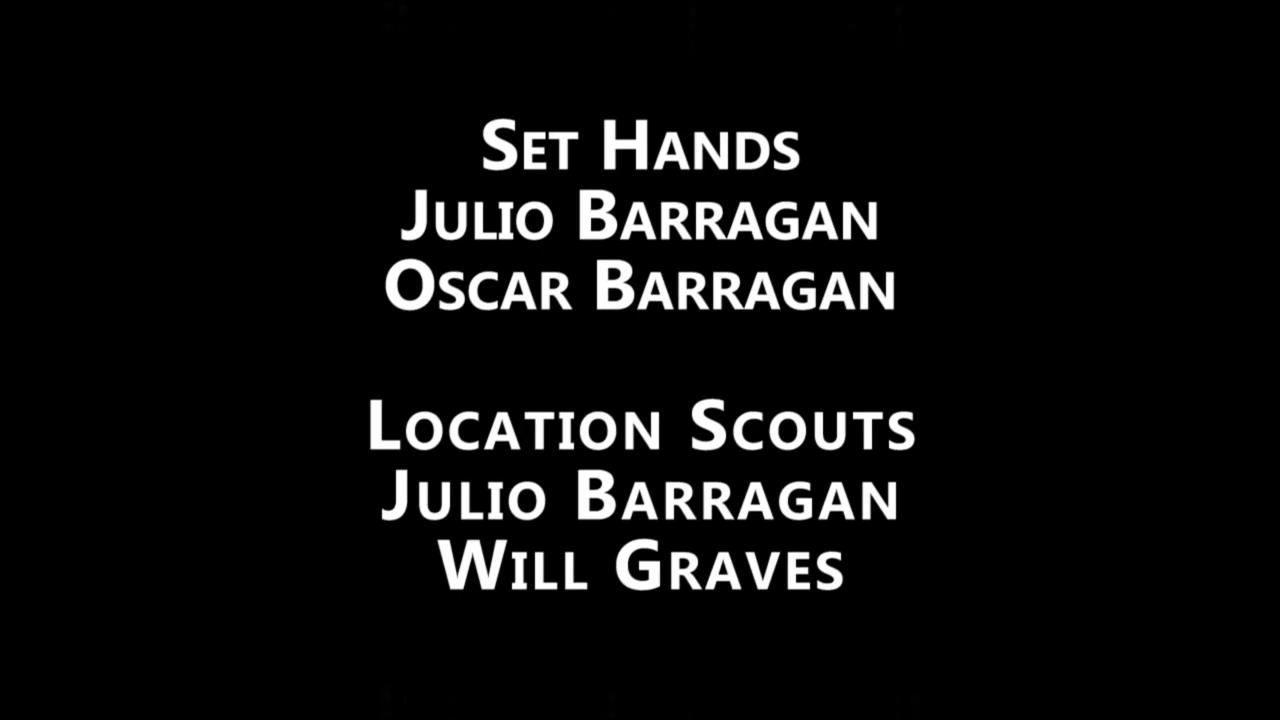 Set Hands
Julio Barragan
Oscar Barragan
Location Scouts
Julio Barragan
Will Graves